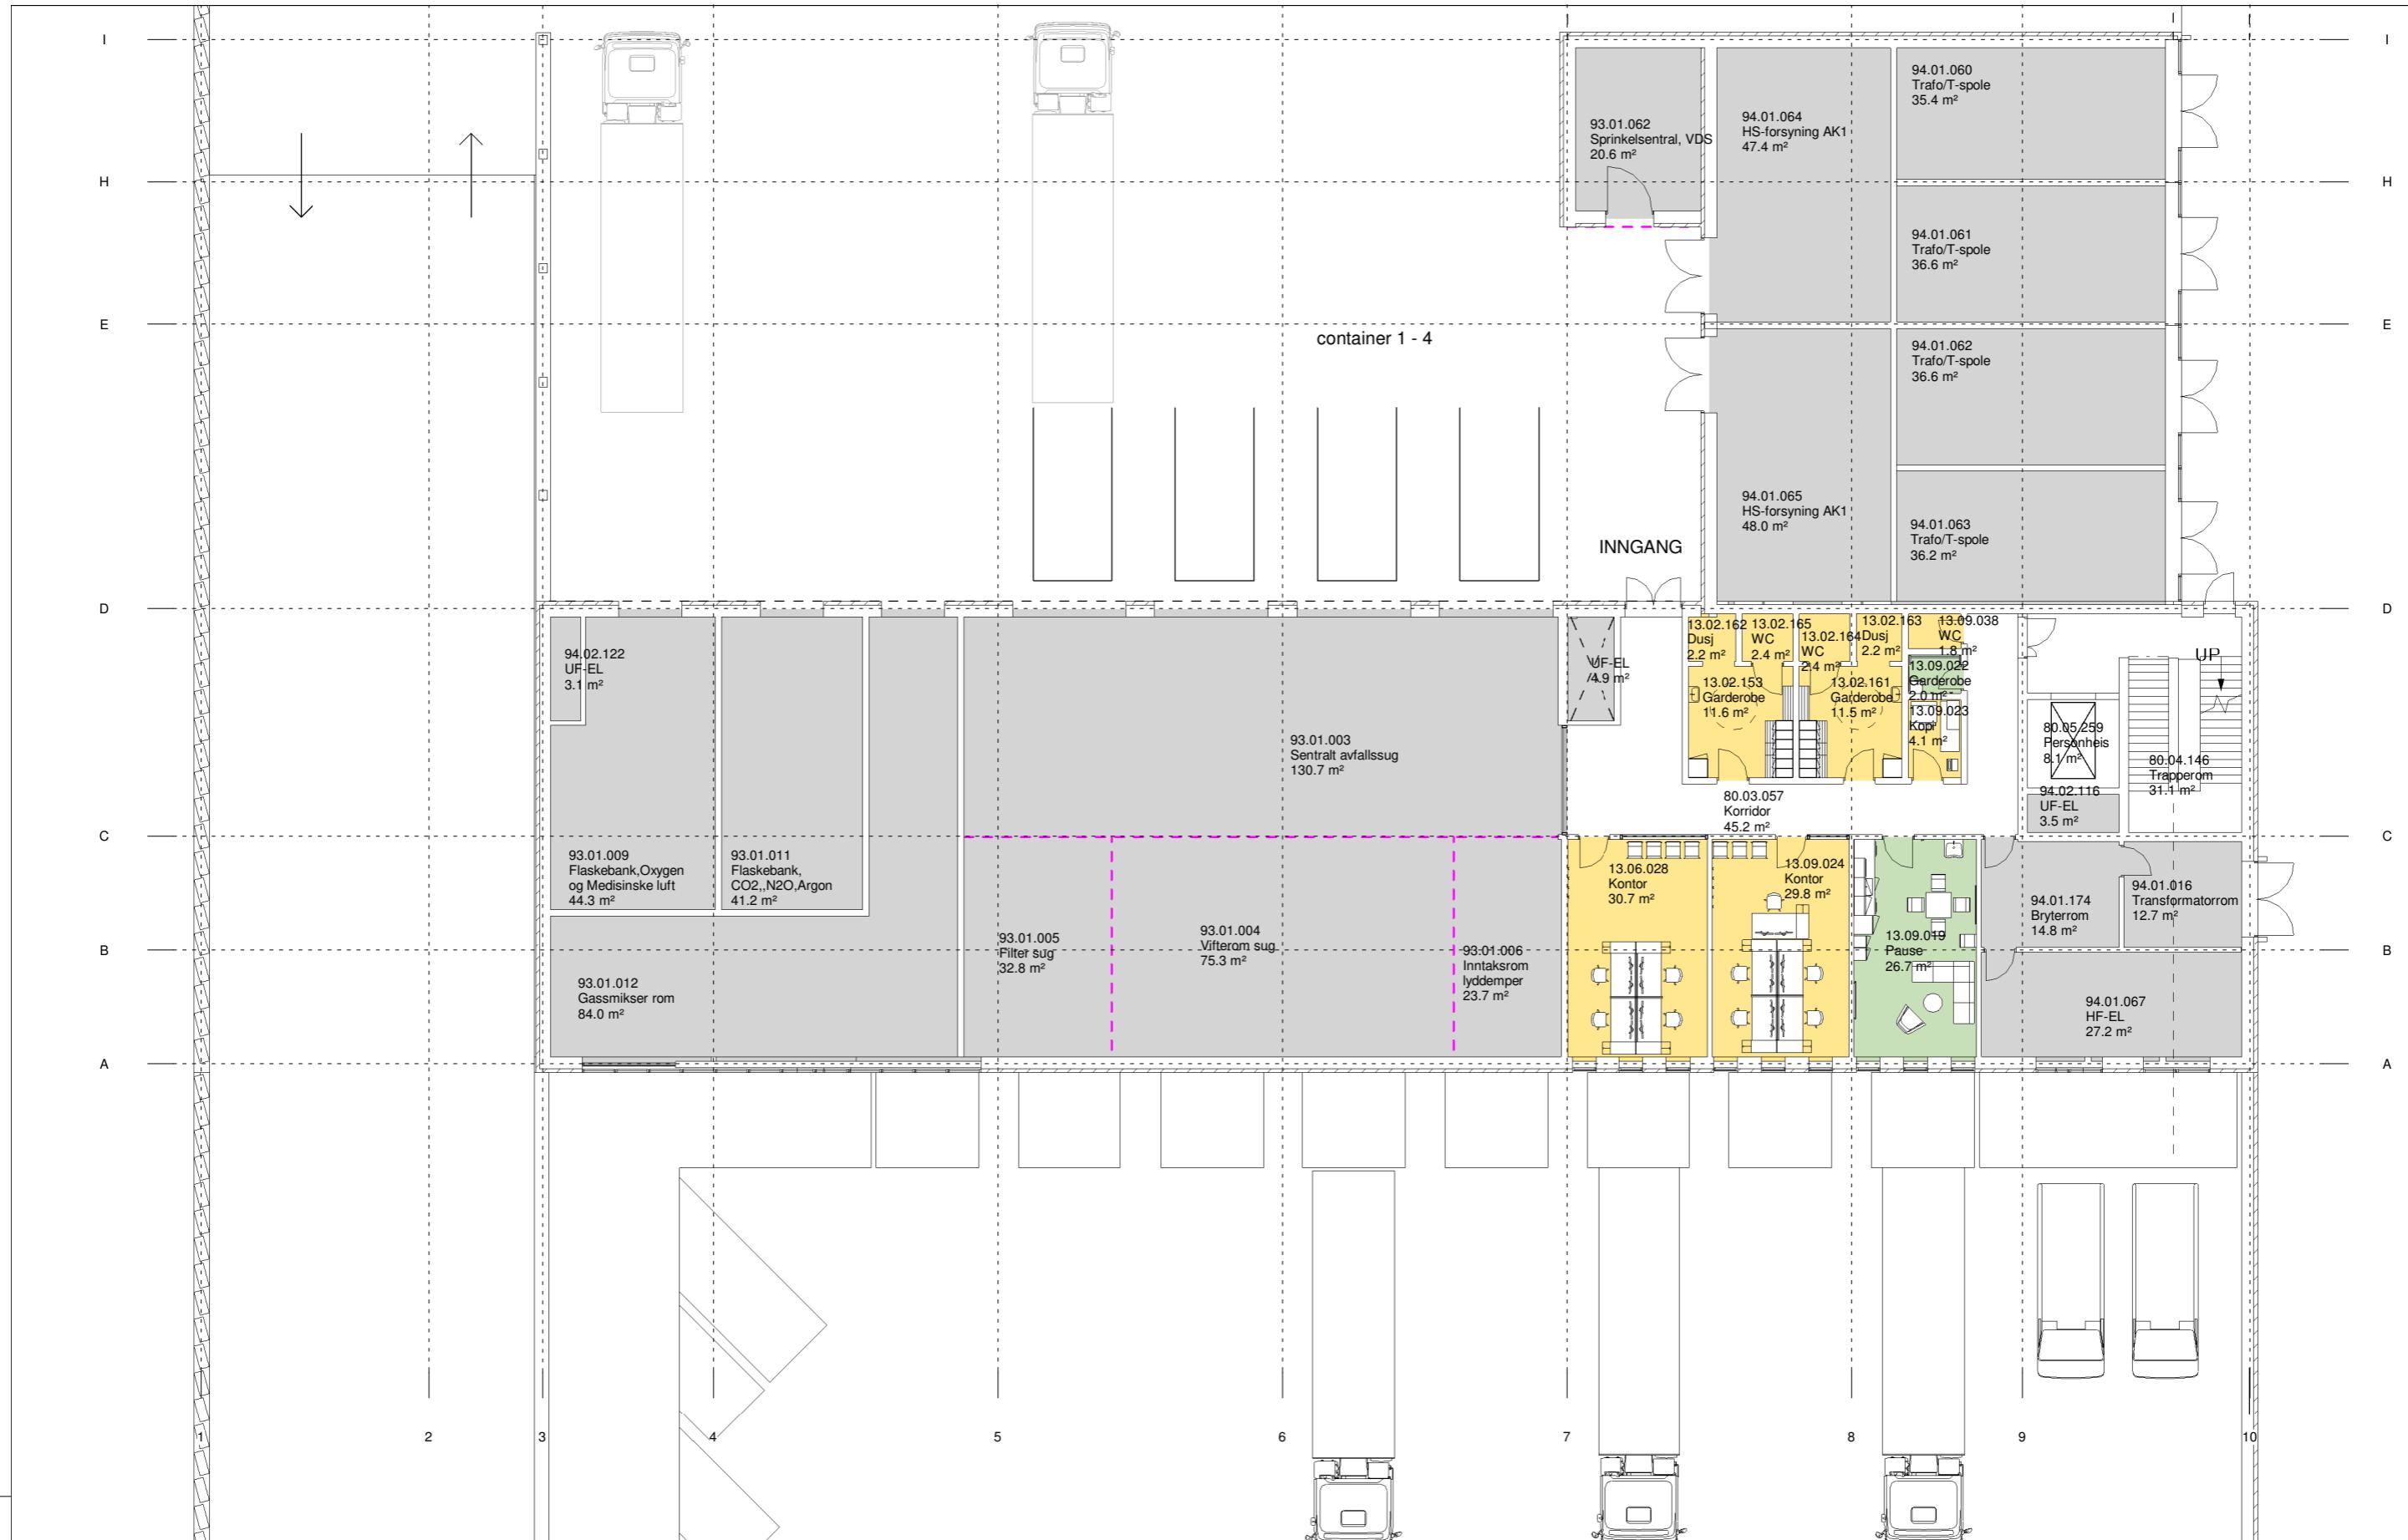 I
I
94.01.060
Trafo/T-spole
35.4 m²
93.01.062
Sprinkelsentral, VDS
20.6 m²
94.01.064
HS-forsyning AK1
47.4 m²
H
H
94.01.061
Trafo/T-spole
36.6 m²
E
E
container 1 - 4
94.01.062
Trafo/T-spole
36.6 m²
94.01.065
HS-forsyning AK1
48.0 m²
94.01.063
Trafo/T-spole
36.2 m²
INNGANG
D
D
94.02.122
UF-EL
3.1 m²
UF-EL
4.9 m²
13.02.162
Dusj
2.2 m²
13.02.165
WC
2.4 m²
13.02.164
WC
2.4 m²
13.02.163
Dusj
2.2 m²
13.09.038
WC
1.8 m²
UP
13.02.153
Garderobe
11.6 m²
13.02.161
Garderobe
11.5 m²
13.09.022
Garderobe
2.0 m²
13.09.023
Kopi
4.1 m²
93.01.003
Sentralt avfallssug
130.7 m²
80.05.259
Personheis
8.1 m²
80.04.146
Trapperom
31.1 m²
80.03.057
Korridor
45.2 m²
94.02.116
UF-EL
3.5 m²
C
C
93.01.009
Flaskebank,Oxygen
og Medisinske luft
44.3 m²
93.01.011
Flaskebank,
CO2,,N2O,Argon
41.2 m²
13.06.028
Kontor
30.7 m²
13.09.024
Kontor
29.8 m²
94.01.174
Bryterrom
14.8 m²
94.01.016
Transformatorrom
12.7 m²
93.01.005
Filter sug
32.8 m²
93.01.004
Vifterom sug
75.3 m²
93.01.006
Inntaksrom
lyddemper
23.7 m²
13.09.019
Pause
26.7 m²
B
B
93.01.012
Gassmikser rom
84.0 m²
94.01.067
HF-EL
27.2 m²
A
A
1
2
3
4
5
6
7
8
9
10